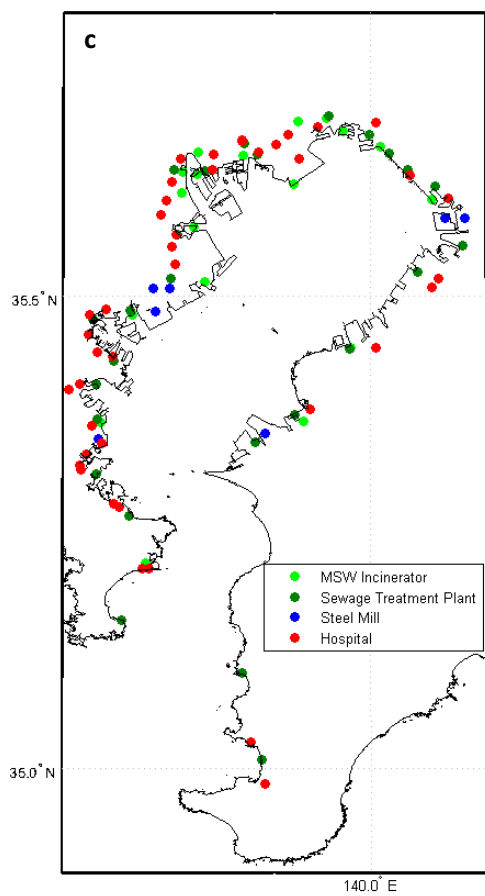 c
35.5°N
MSW Incinerator
Sewage Treatment Plant
Steel Mill
Hospital
35.0°N
140.0° E